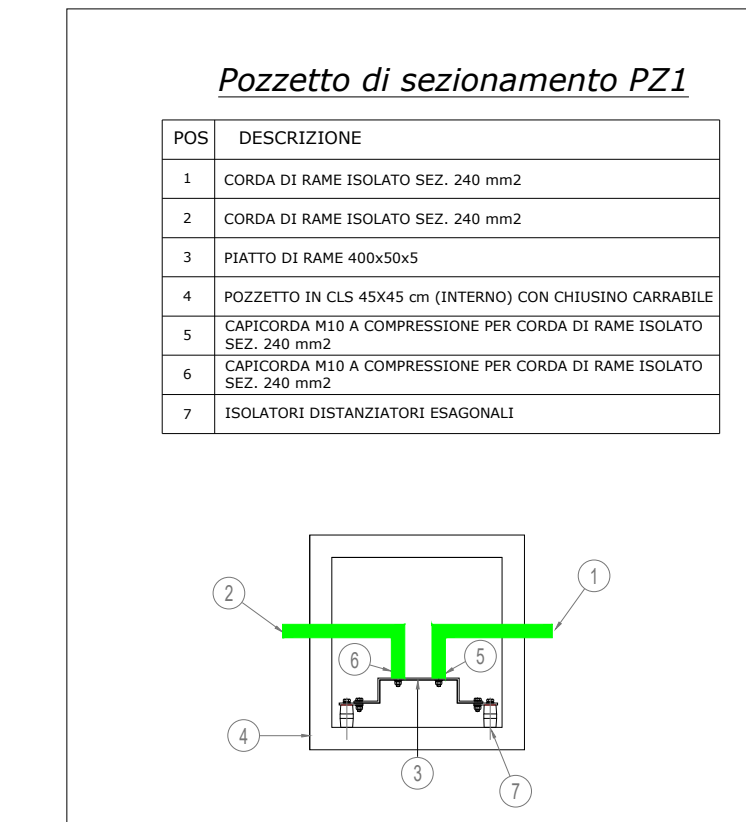 Pozzetto di sezionamento PZ1
POS DESCRIZIONE
1 CORDA DI RAME ISOLATO SEZ. 240 mm2
2 CORDA DI RAME ISOLATO SEZ. 240 mm2
3 PIATTO DI RAME 400x50x5
4 POZZETTO IN CLS 45X45 cm (INTERNO) CON CHIUSINO CARRABILE
5 CAPICORDA M10 A COMPRESSIONE PER CORDA DI RAME ISOLATO
SEZ. 240 mm2
6 CAPICORDA M10 A COMPRESSIONE PER CORDA DI RAME ISOLATO
SEZ. 240 mm2
7 ISOLATORI DISTANZIATORI ESAGONALI
1
2
6
5
4
3
7